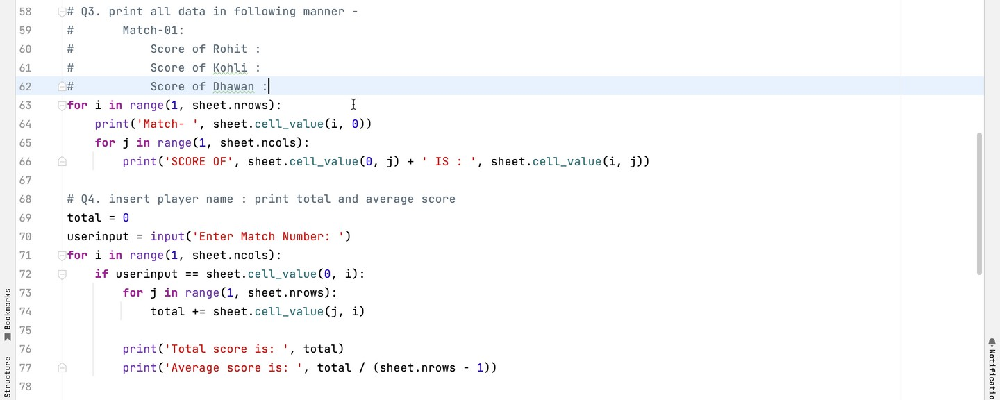 58 # Q3. print all data in following manner -
59 #       Match-01:
60 #           Score of Rohit :
61 #           Score of Kohli :
62 #           Score of Dhawan :
63 for i in range(1, sheet.nrows):
64     print('Match- ', sheet.cell_value(i, 0))
65     for j in range(1, sheet.ncols):
66         print('SCORE OF', sheet.cell_value(0, j) + ' IS : ', sheet.cell_value(i, j))
67
68 # Q4. insert player name : print total and average score
69 total = 0
70 userinput = input('Enter Match Number: ')
71 for i in range(1, sheet.ncols):
72     if userinput == sheet.cell_value(0, i):
73         for j in range(1, sheet.nrows):
74             total += sheet.cell_value(j, i)
75
76         print('Total score is: ', total)
77         print('Average score is: ', total / (sheet.nrows - 1))
78
Bookmarks
Structure
Notificatio